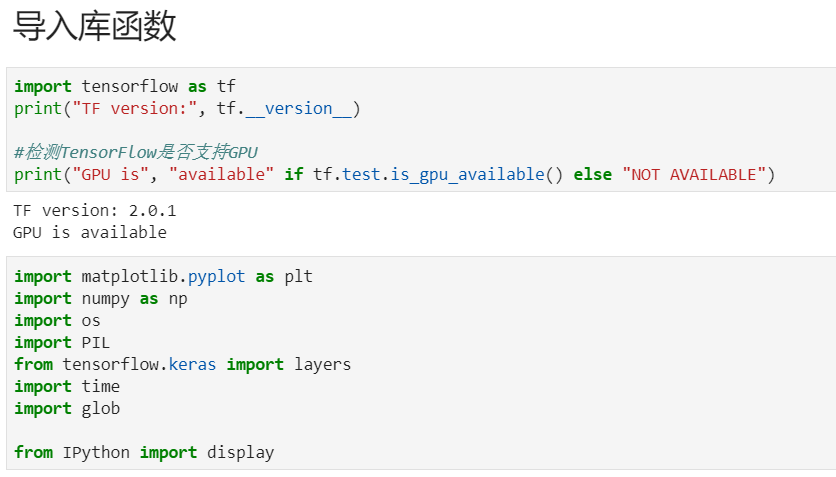 导入库函数
import tensorflow as tf
print("TF version:", tf.__version__)
#检测TensorFlow是否支持GPU
print("GPU is", "available" if tf.test.is_gpu_available() else "NOT AVAILABLE")
TF version: 2.0.1
GPU is available
import matplotlib.pyplot as plt
import numpy as np
import os
import PIL
from tensorflow.keras import layers
import time
import glob
from IPython import display